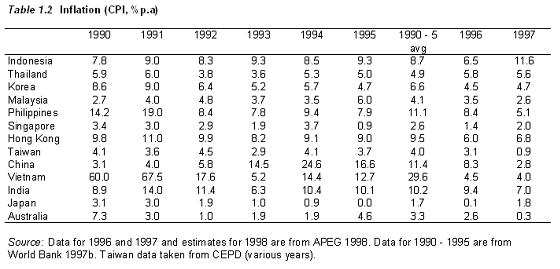 Table 1.2 Inflation (CPI, % p.a)
1990 1991 1992 1993 1994 1995 1990 - 5 avg 1996 1997
Indonesia 7.8 9.0 8.3 9.3 8.5 9.3 8.7 6.5 11.6
Thailand 5.9 6.0 3.8 3.6 5.3 5.0 4.9 5.8 5.6
Korea 8.6 9.0 6.4 5.2 5.7 4.7 6.6 4.5 4.7
Malaysia 2.7 4.0 4.8 3.7 3.5 6.0 4.1 3.5 2.6
Philippines 14.2 19.0 8.4 7.8 9.4 7.9 11.1 8.4 5.1
Singapore 3.4 3.0 2.9 1.9 3.7 0.9 2.6 1.4 2.0
Hong Kong 9.8 11.0 9.9 8.2 9.1 9.0 9.5 6.0 6.8
Taiwan 4.1 3.6 4.5 2.9 4.1 3.7 4.0 3.1 0.9
China 3.1 4.0 5.8 14.5 24.6 16.6 11.4 8.3 2.8
Vietnam 60.0 67.5 17.6 5.2 14.4 12.7 29.6 4.5 4.0
India 8.9 14.0 11.4 6.3 10.4 10.1 10.2 9.4 7.0
Japan 3.1 3.0 1.9 1.0 0.9 0.0 1.7 0.1 1.8
Australia 7.3 3.0 1.0 1.9 1.9 4.6 3.3 2.6 0.3
Source: Data for 1996 and 1997 and estimates for 1998 are from APEG 1998. Data for 1990 - 1995 are from
World Bank 1997b. Taiwan data taken from CEPD (various years).